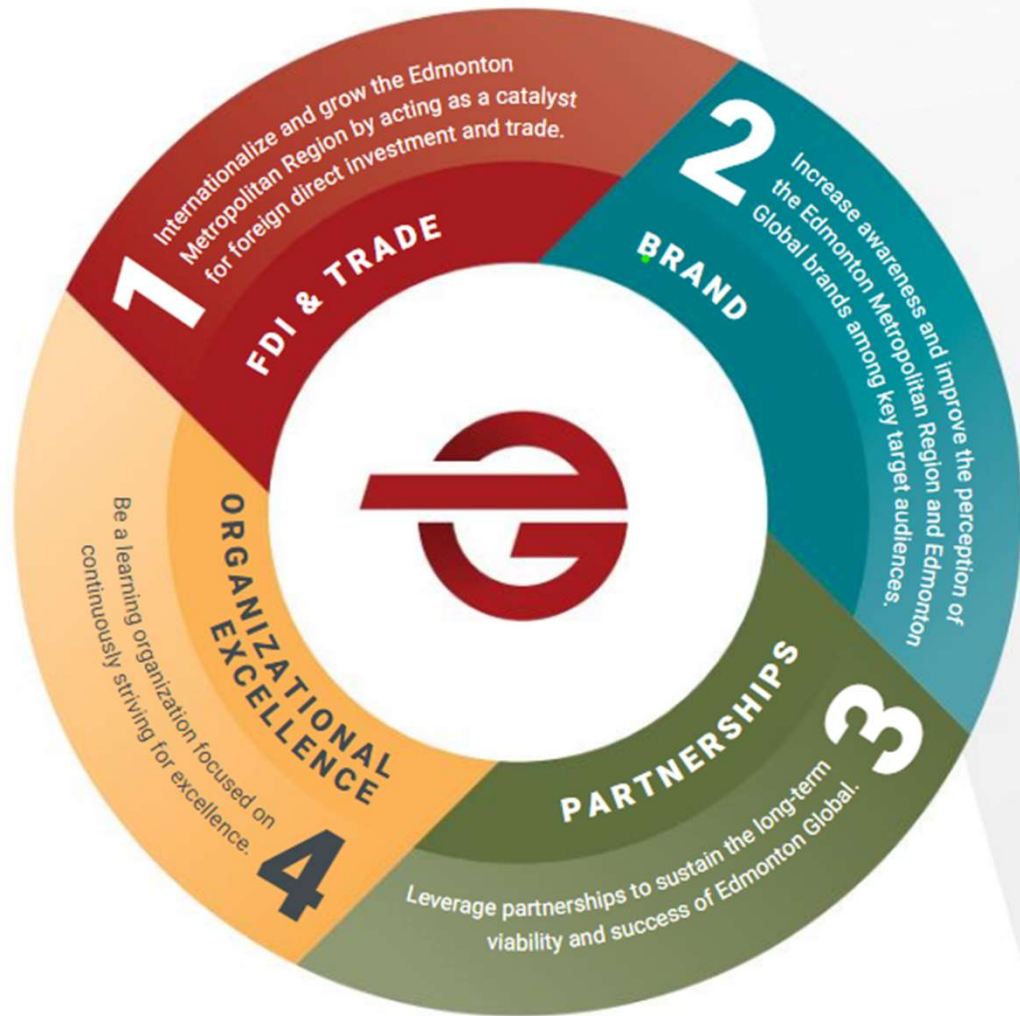 1
Internationalize and grow the Edmonton
Metropolitan Region by acting as a catalyst
for foreign direct investment and trade.
FDI & TRADE
2
Increase awareness and improve the perception of
the Edmonton Metropolitan Region and Edmonton
Global brands among key target audiences.
BRAND
3
PARTNERSHIPS
Leverage partnerships to sustain the long-term
viability and success of Edmonton Global.
4
ORGANIZATIONAL
EXCELLENCE
Be a learning organization focused on
continuously striving for excellence.